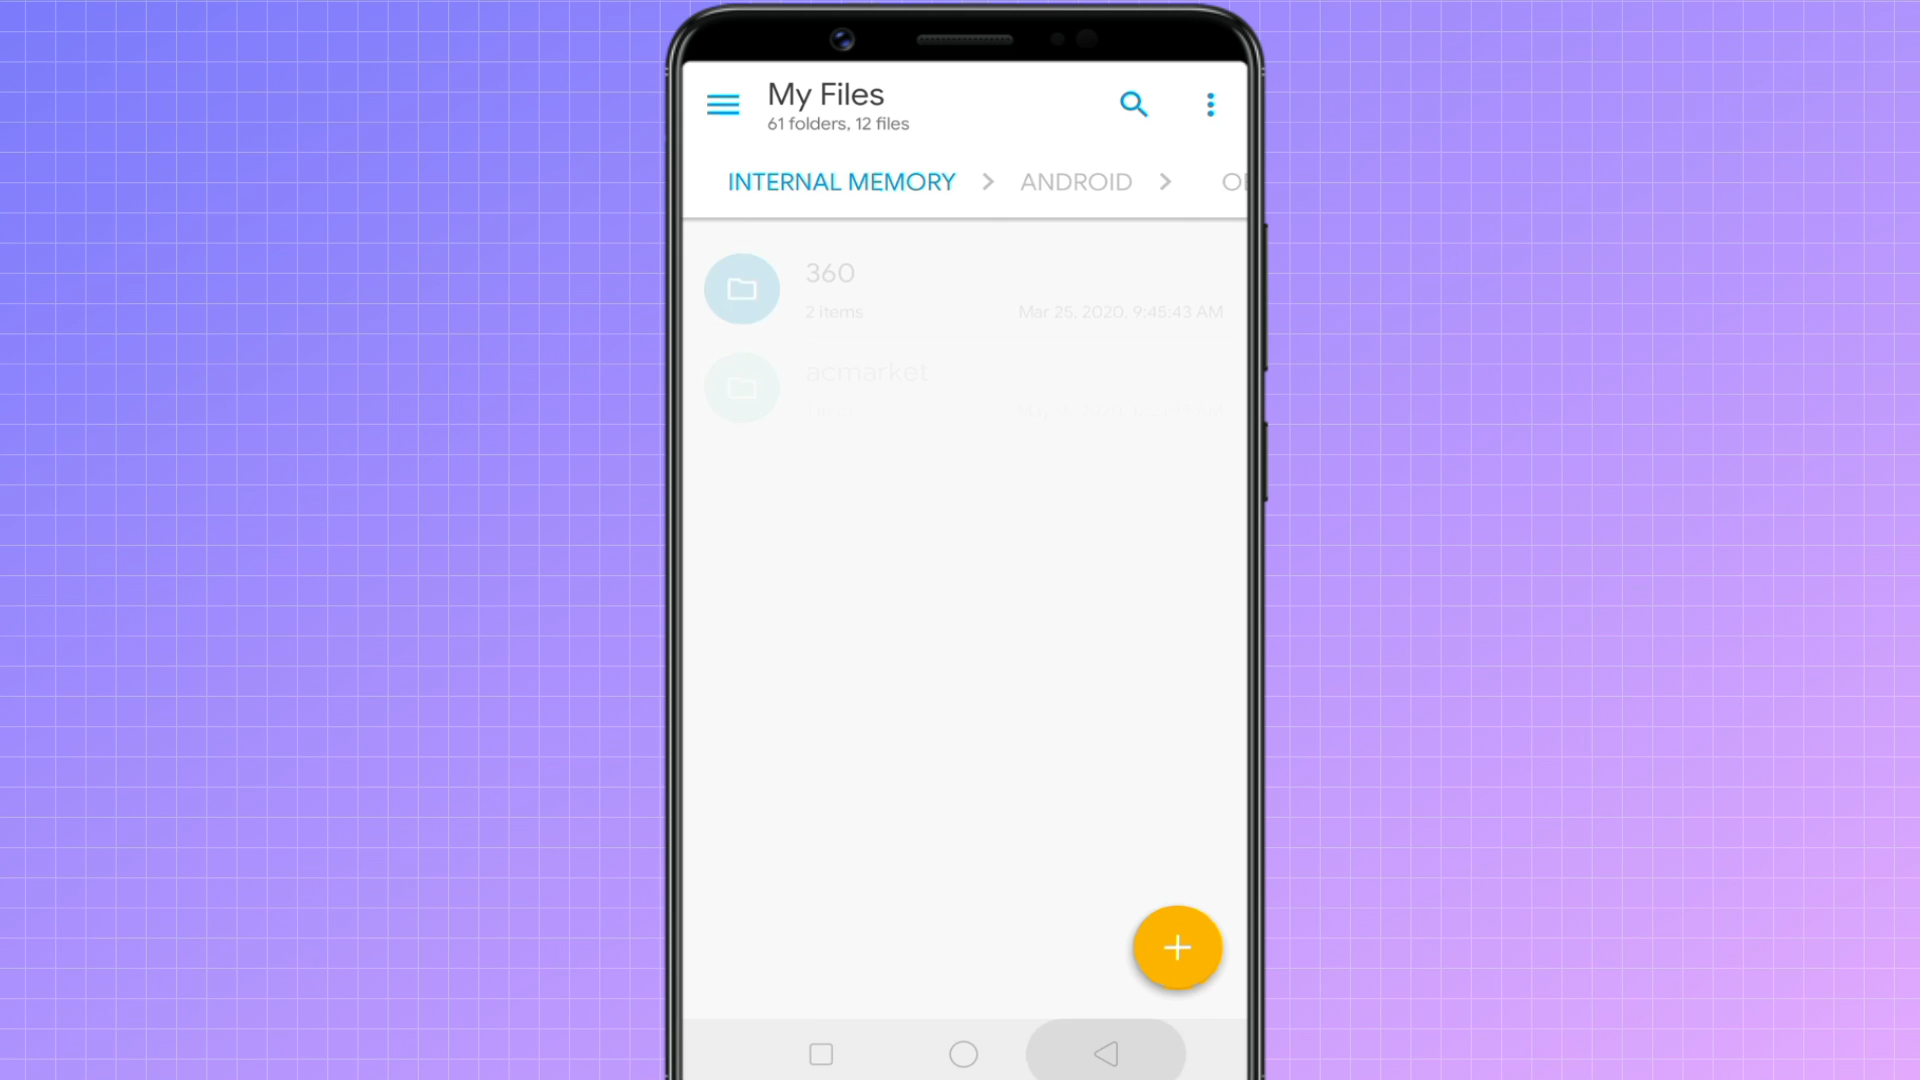 My Files
61 folders, 12 files
INTERNAL MEMORY > ANDROID >
360
2 items Mar 25, 2020, 9:45:43 AM
acmarket